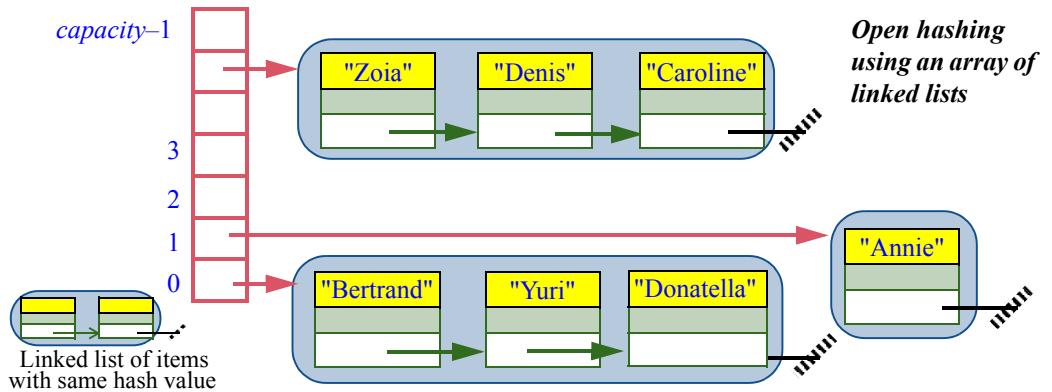 capacity–1
"Zoia" "Denis" "Caroline"
Open hashing
using an array of
linked lists
3
2
1
"Annie"
0
"Bertrand" "Yuri" "Donatella"
Linked list of items
with same hash value